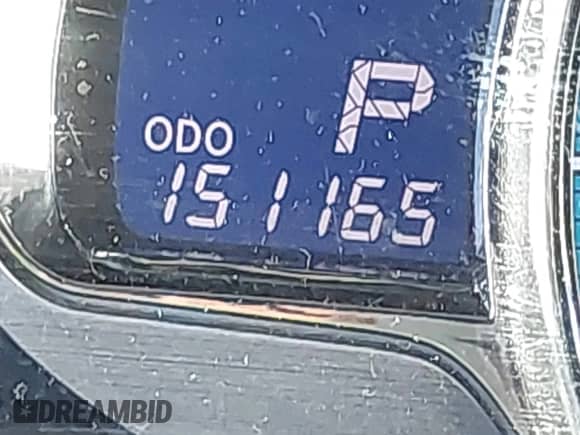 P
ODO
151165
DREAMBID